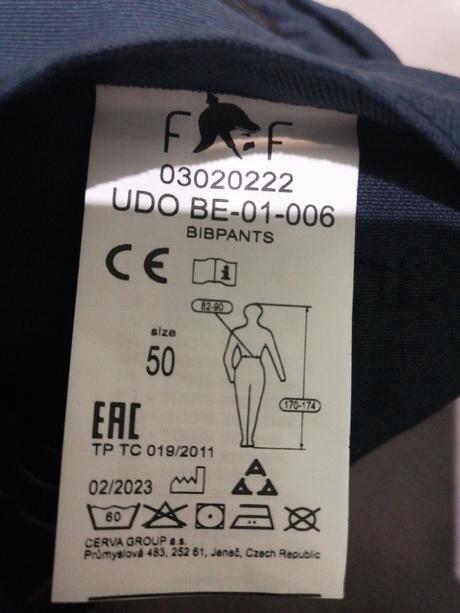 F F
03020222
UDO BE-01-006
BIBPANTS
CE i
82-90
size
50
170-174
EAC
TP TC 019/2011
02/2023
60
CERVA GROUP a.s.
Průmyslová 483, 252 61, Jeneč, Czech Republic